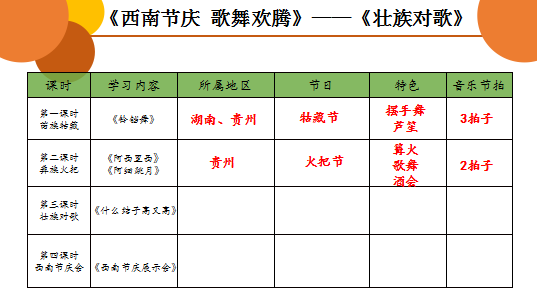 《西南节庆 歌舞欢腾》——《壮族对歌》
课时 学习内容 所属地区 节日 特色 音乐节拍
第一课时
苗族牯藏
《铃铛舞》
湖南、贵州
牯藏节
摆手舞
芦笙
3拍子
第二课时
彝族火把
《阿西里西》
《阿细跳月》
贵州
火把节
篝火
歌舞
酒会
2拍子
第三课时
壮族对歌
《什么结子高又高》
第四课时
西南节庆会
《西南节庆展示会》